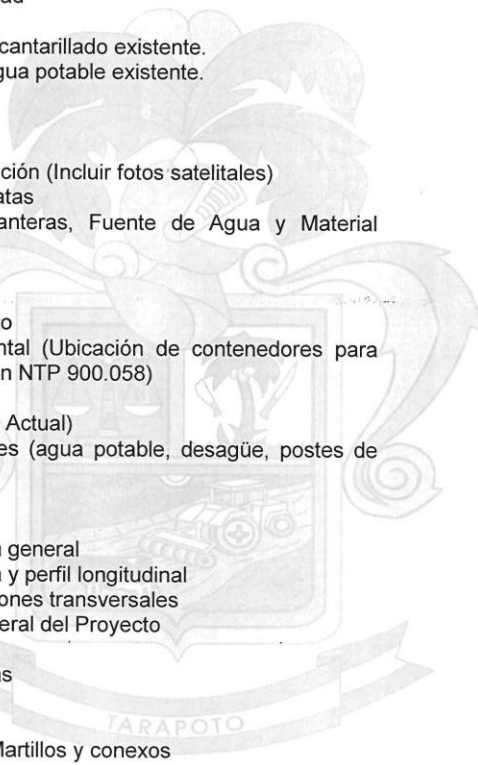 cantarillado existente.
gua potable existente.
ción (Incluir fotos satelitales)
atas
anteras, Fuente de Agua y Material
o
ntal (Ubicación de contenedores para
n NTP 900.058)
Actual)
es (agua potable, desagüe, postes de
general
y perfil longitudinal
ones transversales
eral del Proyecto
as
TARAPOTO
Martillos y conexos